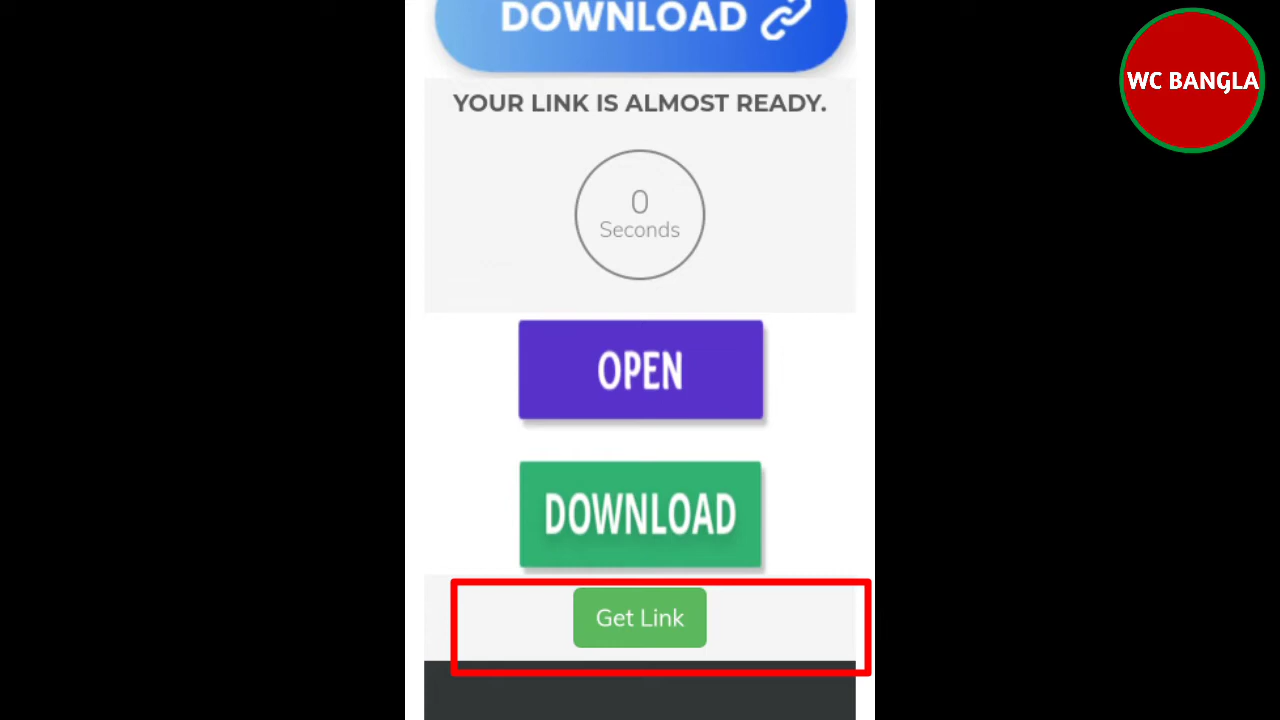 DOWNLOAD
WC BANGLA
YOUR LINK IS ALMOST READY.
0
Seconds
OPEN
DOWNLOAD
Get Link